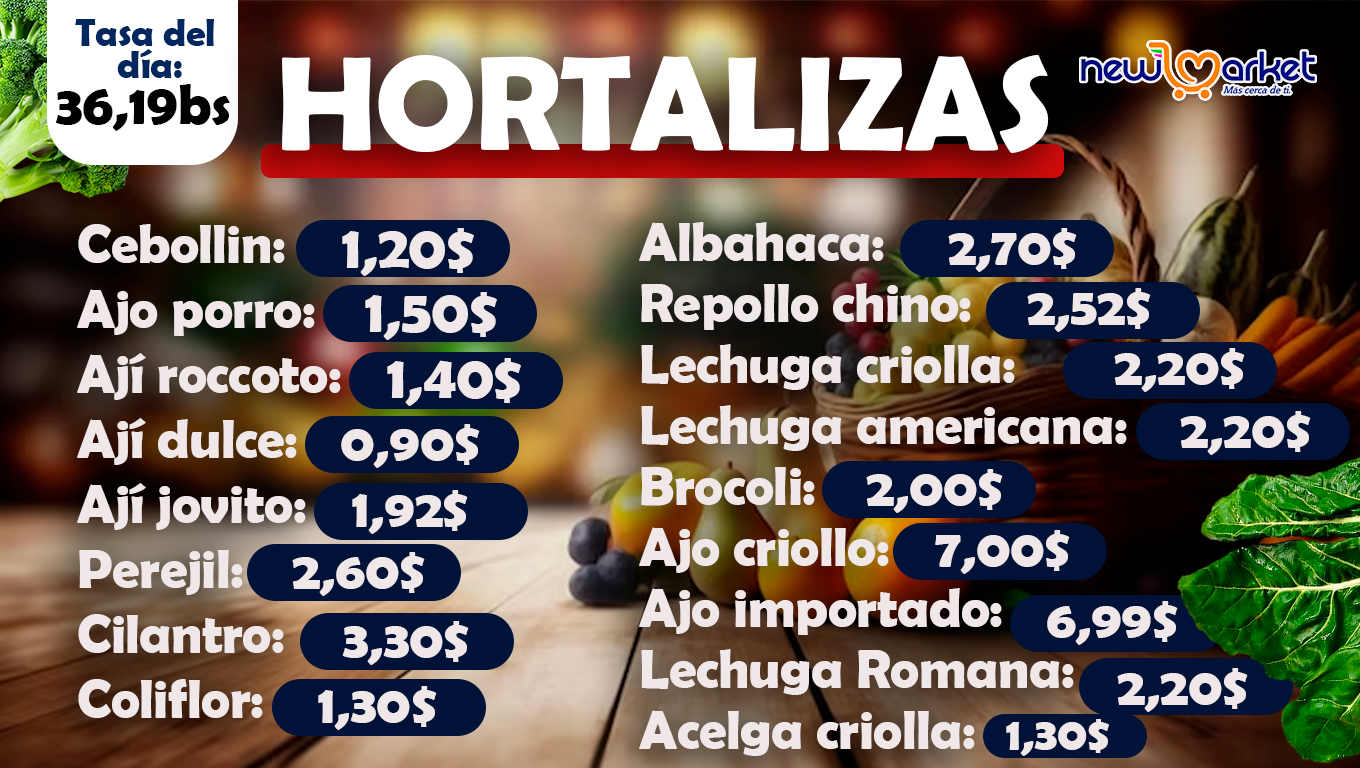 Tasa del
día:
36,19bs
HORTALIZAS
newMarket
Más cerca de ti.
Cebollin: 1,20$
Ajo porro: 1,50$
Ají roccoto: 1,40$
Ají dulce: 0,90$
Ají jovito: 1,92$
Perejil: 2,60$
Cilantro: 3,30$
Coliflor: 1,30$
Albahaca: 2,70$
Repollo chino: 2,52$
Lechuga criolla: 2,20$
Lechuga americana: 2,20$
Brocoli: 2,00$
Ajo criollo: 7,00$
Ajo importado: 6,99$
Lechuga Romana: 2,20$
Acelga criolla: 1,30$